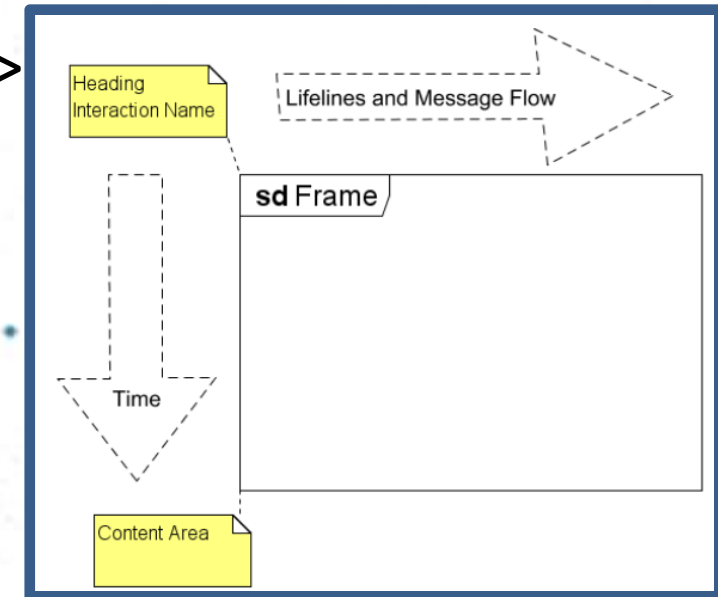 >
Heading
Interaction Name
Lifelines and Message Flow
sd Frame
Time
Content Area